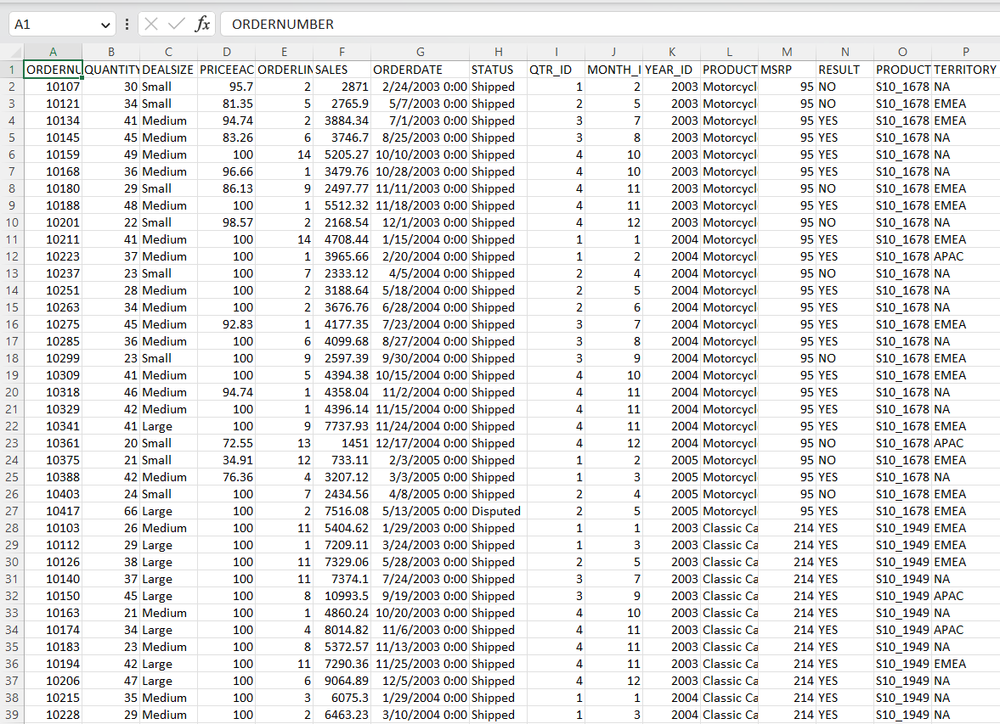 A1 fx ORDERNUMBER
A B C D E F G H I J K L M N O P
1 ORDERNU QUANTITY DEALSIZE PRICEEAC ORDERLIN SALES ORDERDATE STATUS QTR_ID MONTH_I YEAR_ID PRODUCT MSRP RESULT PRODUCT TERRITORY
2 10107 30 Small 95.7 2 2871 2/24/2003 0:00 Shipped 1 2 2003 Motorcycl 95 NO S10_1678 NA
3 10121 34 Small 81.35 5 2765.9 5/7/2003 0:00 Shipped 2 5 2003 Motorcycl 95 NO S10_1678 EMEA
4 10134 41 Medium 94.74 2 3884.34 7/1/2003 0:00 Shipped 3 7 2003 Motorcycl 95 YES S10_1678 EMEA
5 10145 45 Medium 83.26 6 3746.7 8/25/2003 0:00 Shipped 3 8 2003 Motorcycl 95 YES S10_1678 NA
6 10159 49 Medium 100 14 5205.27 10/10/2003 0:00 Shipped 4 10 2003 Motorcycl 95 YES S10_1678 NA
7 10168 36 Medium 96.66 1 3479.76 10/28/2003 0:00 Shipped 4 10 2003 Motorcycl 95 YES S10_1678 NA
8 10180 29 Small 86.13 9 2497.77 11/11/2003 0:00 Shipped 4 11 2003 Motorcycl 95 NO S10_1678 EMEA
9 10188 48 Medium 100 1 5512.32 11/18/2003 0:00 Shipped 4 11 2003 Motorcycl 95 YES S10_1678 EMEA
10 10201 22 Small 98.57 2 2168.54 12/1/2003 0:00 Shipped 4 12 2003 Motorcycl 95 NO S10_1678 NA
11 10211 41 Medium 100 14 4708.44 1/15/2004 0:00 Shipped 1 1 2004 Motorcycl 95 YES S10_1678 EMEA
12 10223 37 Medium 100 1 3965.66 2/20/2004 0:00 Shipped 1 2 2004 Motorcycl 95 YES S10_1678 APAC
13 10237 23 Small 100 7 2333.12 4/5/2004 0:00 Shipped 2 4 2004 Motorcycl 95 NO S10_1678 NA
14 10251 28 Medium 100 2 3188.64 5/18/2004 0:00 Shipped 2 5 2004 Motorcycl 95 YES S10_1678 NA
15 10263 34 Medium 100 2 3676.76 6/28/2004 0:00 Shipped 2 6 2004 Motorcycl 95 YES S10_1678 NA
16 10275 45 Medium 92.83 1 4177.35 7/23/2004 0:00 Shipped 3 7 2004 Motorcycl 95 YES S10_1678 EMEA
17 10285 36 Medium 100 6 4099.68 8/27/2004 0:00 Shipped 3 8 2004 Motorcycl 95 YES S10_1678 NA
18 10299 23 Small 100 9 2597.39 9/30/2004 0:00 Shipped 3 9 2004 Motorcycl 95 NO S10_1678 EMEA
19 10309 41 Medium 100 5 4394.38 10/15/2004 0:00 Shipped 4 10 2004 Motorcycl 95 YES S10_1678 EMEA
20 10318 46 Medium 94.74 1 4358.04 11/2/2004 0:00 Shipped 4 11 2004 Motorcycl 95 YES S10_1678 NA
21 10329 42 Medium 100 1 4396.14 11/15/2004 0:00 Shipped 4 11 2004 Motorcycl 95 YES S10_1678 NA
22 10341 41 Large 100 9 7737.93 11/24/2004 0:00 Shipped 4 11 2004 Motorcycl 95 YES S10_1678 EMEA
23 10361 20 Small 72.55 13 1451 12/17/2004 0:00 Shipped 4 12 2004 Motorcycl 95 NO S10_1678 APAC
24 10375 21 Small 34.91 12 733.11 2/3/2005 0:00 Shipped 1 2 2005 Motorcycl 95 NO S10_1678 EMEA
25 10388 42 Medium 76.36 4 3207.12 3/3/2005 0:00 Shipped 1 3 2005 Motorcycl 95 YES S10_1678 NA
26 10403 24 Small 100 7 2434.56 4/8/2005 0:00 Shipped 2 4 2005 Motorcycl 95 NO S10_1678 EMEA
27 10417 66 Large 100 2 7516.08 5/13/2005 0:00 Disputed 2 5 2005 Motorcycl 95 YES S10_1678 EMEA
28 10103 26 Medium 100 11 5404.62 1/29/2003 0:00 Shipped 1 1 2003 Classic Ca 214 YES S10_1949 EMEA
29 10112 29 Large 100 1 7209.11 3/24/2003 0:00 Shipped 1 3 2003 Classic Ca 214 YES S10_1949 EMEA
30 10126 38 Large 100 11 7329.06 5/28/2003 0:00 Shipped 2 5 2003 Classic Ca 214 YES S10_1949 EMEA
31 10140 37 Large 100 11 7374.1 7/24/2003 0:00 Shipped 3 7 2003 Classic Ca 214 YES S10_1949 NA
32 10150 45 Large 100 8 10993.5 9/19/2003 0:00 Shipped 3 9 2003 Classic Ca 214 YES S10_1949 APAC
33 10163 21 Medium 100 1 4860.24 10/20/2003 0:00 Shipped 4 10 2003 Classic Ca 214 YES S10_1949 NA
34 10174 34 Large 100 4 8014.82 11/6/2003 0:00 Shipped 4 11 2003 Classic Ca 214 YES S10_1949 APAC
35 10183 23 Medium 100 8 5372.57 11/13/2003 0:00 Shipped 4 11 2003 Classic Ca 214 YES S10_1949 NA
36 10194 42 Large 100 11 7290.36 11/25/2003 0:00 Shipped 4 11 2003 Classic Ca 214 YES S10_1949 EMEA
37 10206 47 Large 100 6 9064.89 12/5/2003 0:00 Shipped 4 12 2003 Classic Ca 214 YES S10_1949 NA
38 10215 35 Medium 100 3 6075.3 1/29/2004 0:00 Shipped 1 1 2004 Classic Ca 214 YES S10_1949 NA
39 10228 29 Medium 100 2 6463.23 3/10/2004 0:00 Shipped 1 3 2004 Classic Ca 214 YES S10_1949 NA